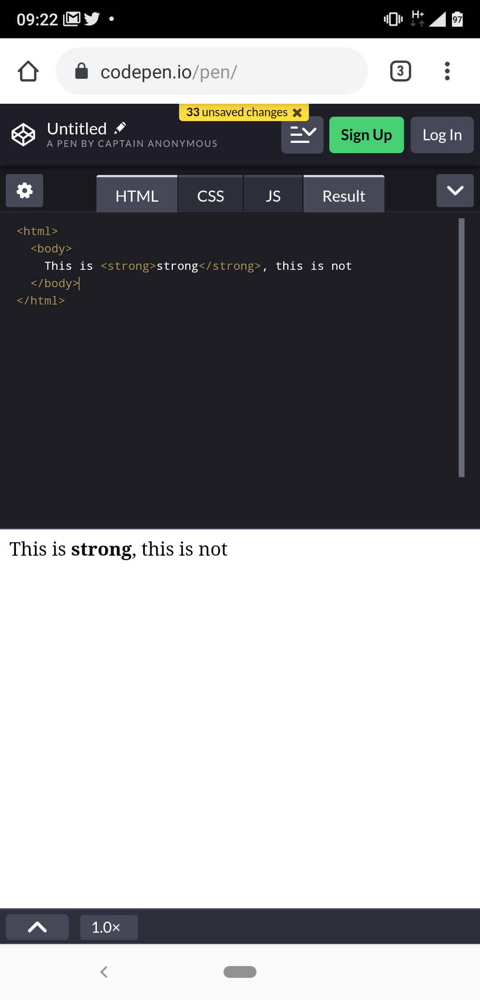 09:22
H+
97
codepen.io/pen/
3
33 unsaved changes
Untitled
A PEN BY CAPTAIN ANONYMOUS
Sign Up
Log In
HTML
CSS
JS
Result
<html>
<body>
This is <strong>strong</strong>, this is not
</body>
</html>
This is strong, this is not
1.0×